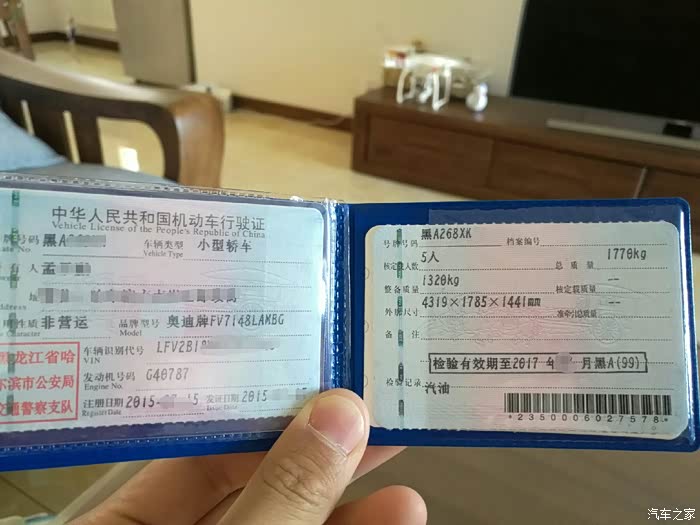 中华人民共和国机动车行驶证
Vehicle License of the People's Republic of China
号牌号码 黑A 车辆类型 小型轿车
Vehicle Type
有人 孟
址
Address
用性质 非营运 品牌型号 奥迪牌FV7148LAMBG
Character Model
车辆识别代号 LFV2B18
VIN
发动机号码 G40787
Engine No.
注册日期 2015- -15 发证日期 2015
Register Date Issue Date
黑龙江省哈
尔滨市公安局
交通警察支队
号牌号码 黑A268XK 档案编号
核定载人数 5人 总质量 1770kg
整备质量 1320kg 核定载质量 --
外廓尺寸 4319×1785×1441mm 准牵引总质量 --
备注
检验有效期至2017年 月黑A(99)
检验记录 汽油
*2350006027578*
汽车之家